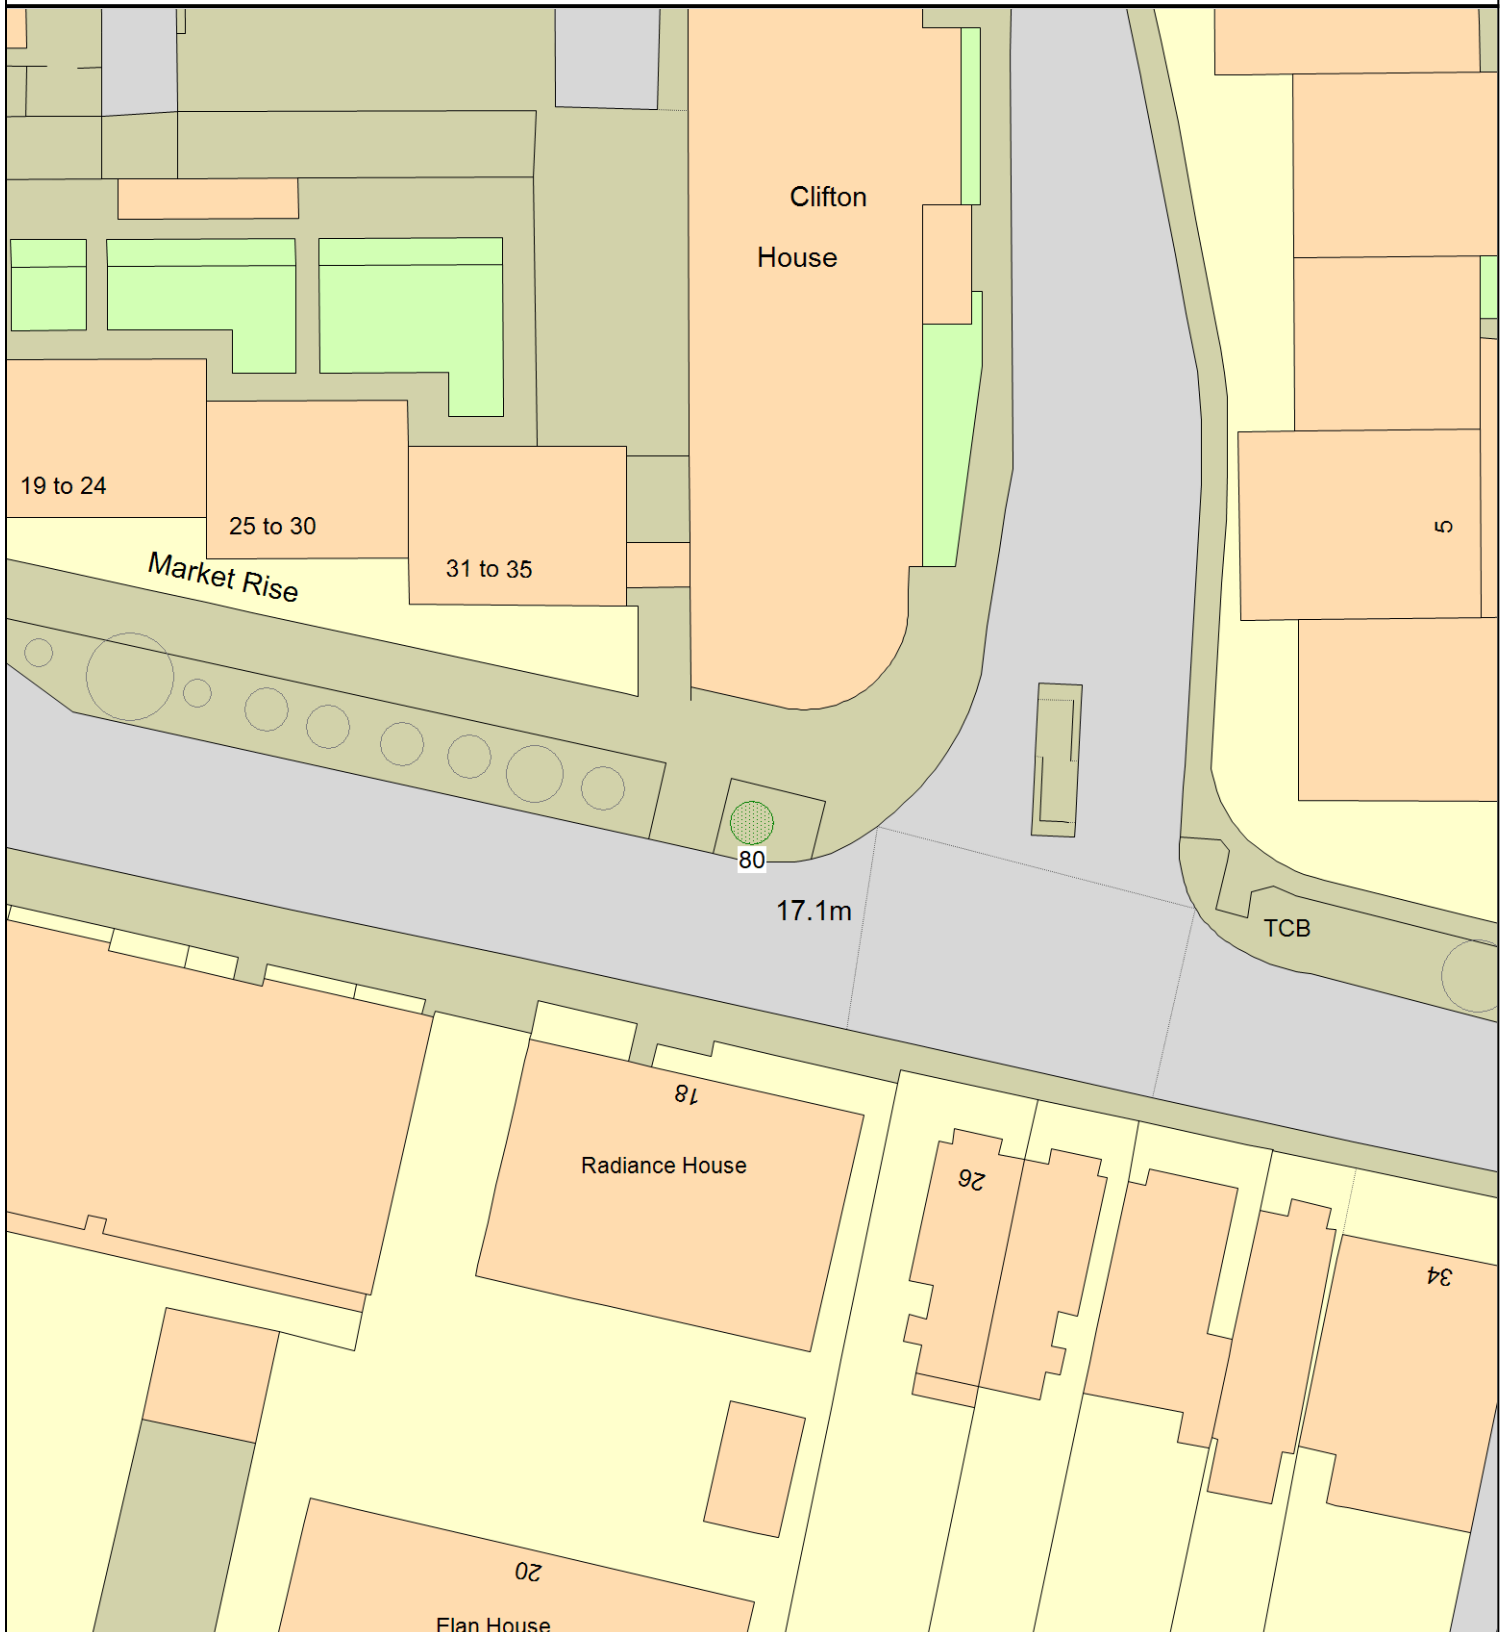 Clifton
House
19 to 24
25 to 30
5
Market Rise
31 to 35
80
17.1m
TCB
18
Radiance House
26
34
20
Elan House